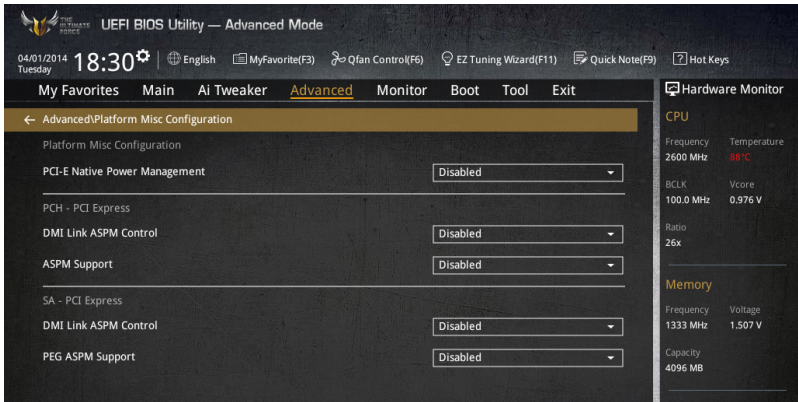 THE ULTIMATE FORCE
UEFI BIOS Utility — Advanced Mode
04/01/2014
Tuesday
18:30
English
MyFavorite(F3)
Qfan Control(F6)
EZ Tuning Wizard(F11)
Quick Note(F9)
? Hot Keys
My Favorites
Main
Ai Tweaker
Advanced
Monitor
Boot
Tool
Exit
Hardware Monitor
← Advanced\Platform Misc Configuration
Platform Misc Configuration
PCI-E Native Power Management
Disabled
PCH - PCI Express
DMI Link ASPM Control
Disabled
ASPM Support
Disabled
SA - PCI Express
DMI Link ASPM Control
Disabled
PEG ASPM Support
Disabled
CPU
Frequency Temperature
2600 MHz 88°C
BCLK Vcore
100.0 MHz 0.976 V
Ratio
26x
Memory
Frequency Voltage
1333 MHz 1.507 V
Capacity
4096 MB